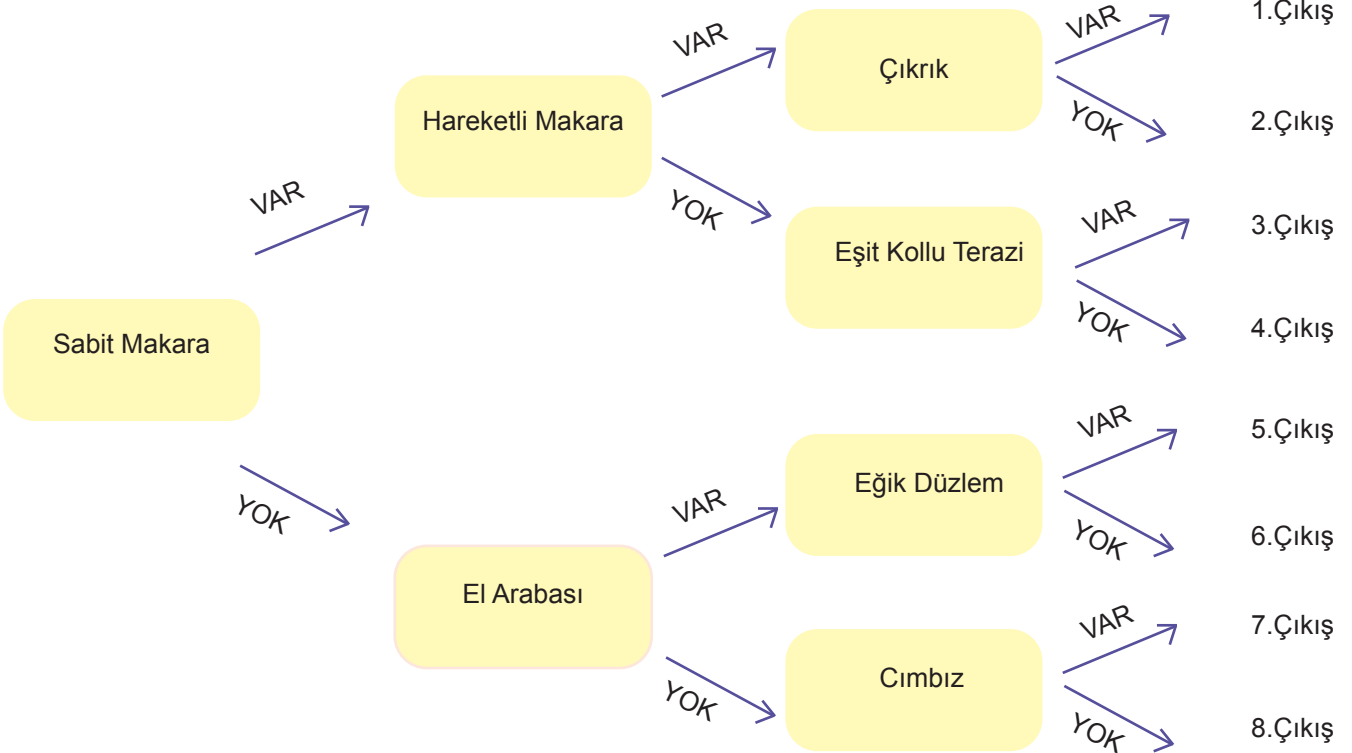 1.Çıkış
VAR
VAR
Çıkrık
Hareketli Makara
YOK
2.Çıkış
VAR
YOK
VAR
3.Çıkış
Eşit Kollu Terazi
YOK
4.Çıkış
Sabit Makara
VAR
5.Çıkış
YOK
VAR
Eğik Düzlem
YOK
6.Çıkış
El Arabası
VAR
7.Çıkış
YOK
Cımbız
YOK
8.Çıkış